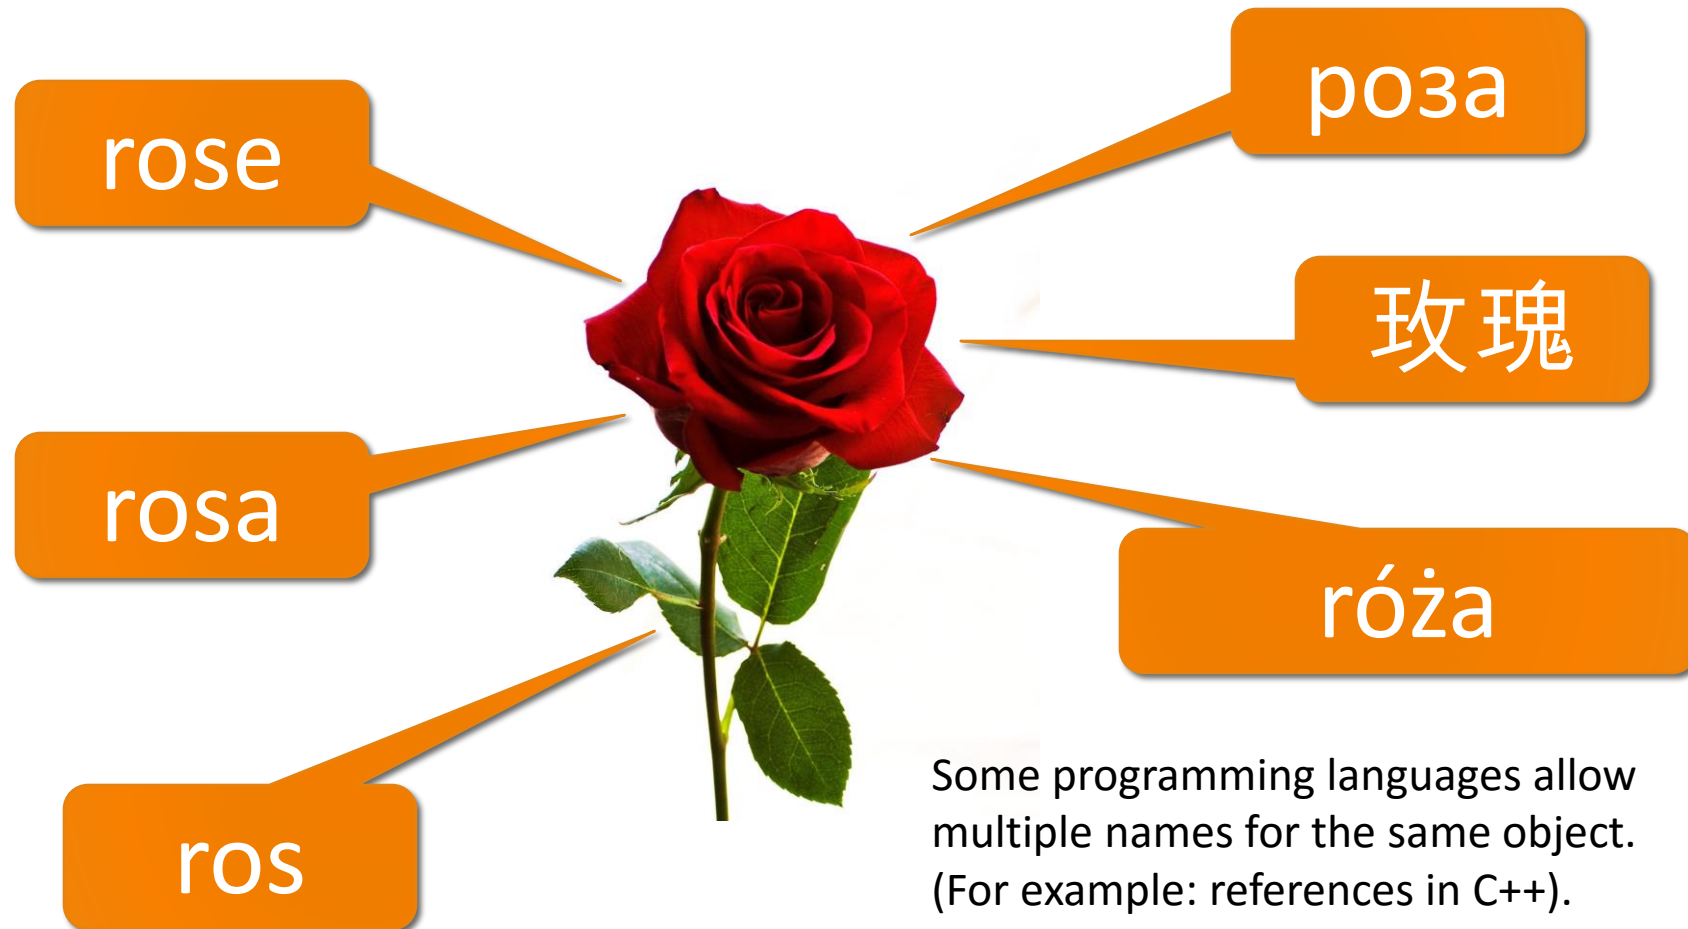 rose
роза
玫瑰
rosa
róża
ros
Some programming languages allow
multiple names for the same object.
(For example: references in C++).